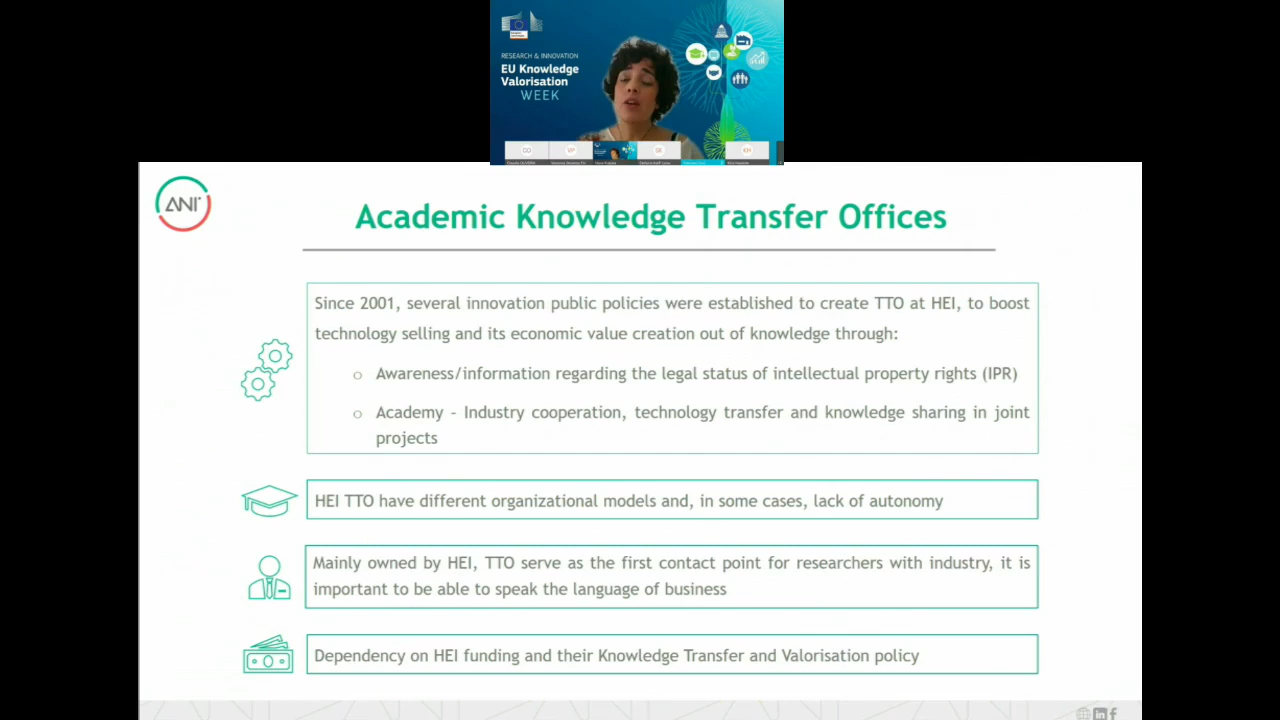 RESEARCH & INNOVATION
EU Knowledge
Valorisation
WEEK
CO
VP
SK
KH
ANI
Academic Knowledge Transfer Offices
Since 2001, several innovation public policies were established to create TTO at HEI, to boost
technology selling and its economic value creation out of knowledge through:
o Awareness/information regarding the legal status of intellectual property rights (IPR)
o Academy - Industry cooperation, technology transfer and knowledge sharing in joint
projects
HEI TTO have different organizational models and, in some cases, lack of autonomy
Mainly owned by HEI, TTO serve as the first contact point for researchers with industry, it is
important to be able to speak the language of business
Dependency on HEI funding and their Knowledge Transfer and Valorisation policy